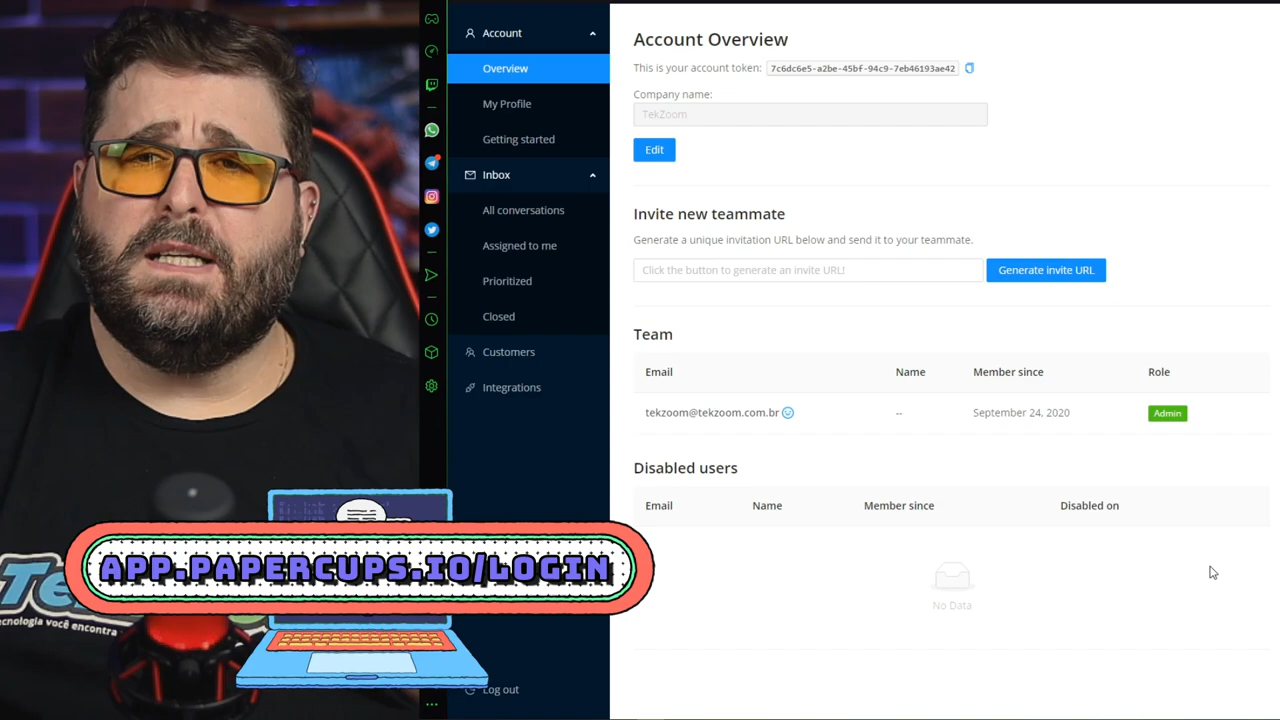 Account
Overview
My Profile
Getting started
Inbox
All conversations
Assigned to me
Prioritized
Closed
Customers
Integrations
Log out
Account Overview
This is your account token: 7c6dc6e5-a2be-45bf-94c9-7eb46193ae42
Company name:
TekZoom
Edit
Invite new teammate
Generate a unique invitation URL below and send it to your teammate.
Click the button to generate an invite URL! Generate invite URL
Team
Email Name Member since Role
tekzoom@tekzoom.com.br -- September 24, 2020 Admin
Disabled users
Email Name Member since Disabled on
No Data
APP.PAPERCUPS.IO/LOGIN
Te
tecnologia você encontra